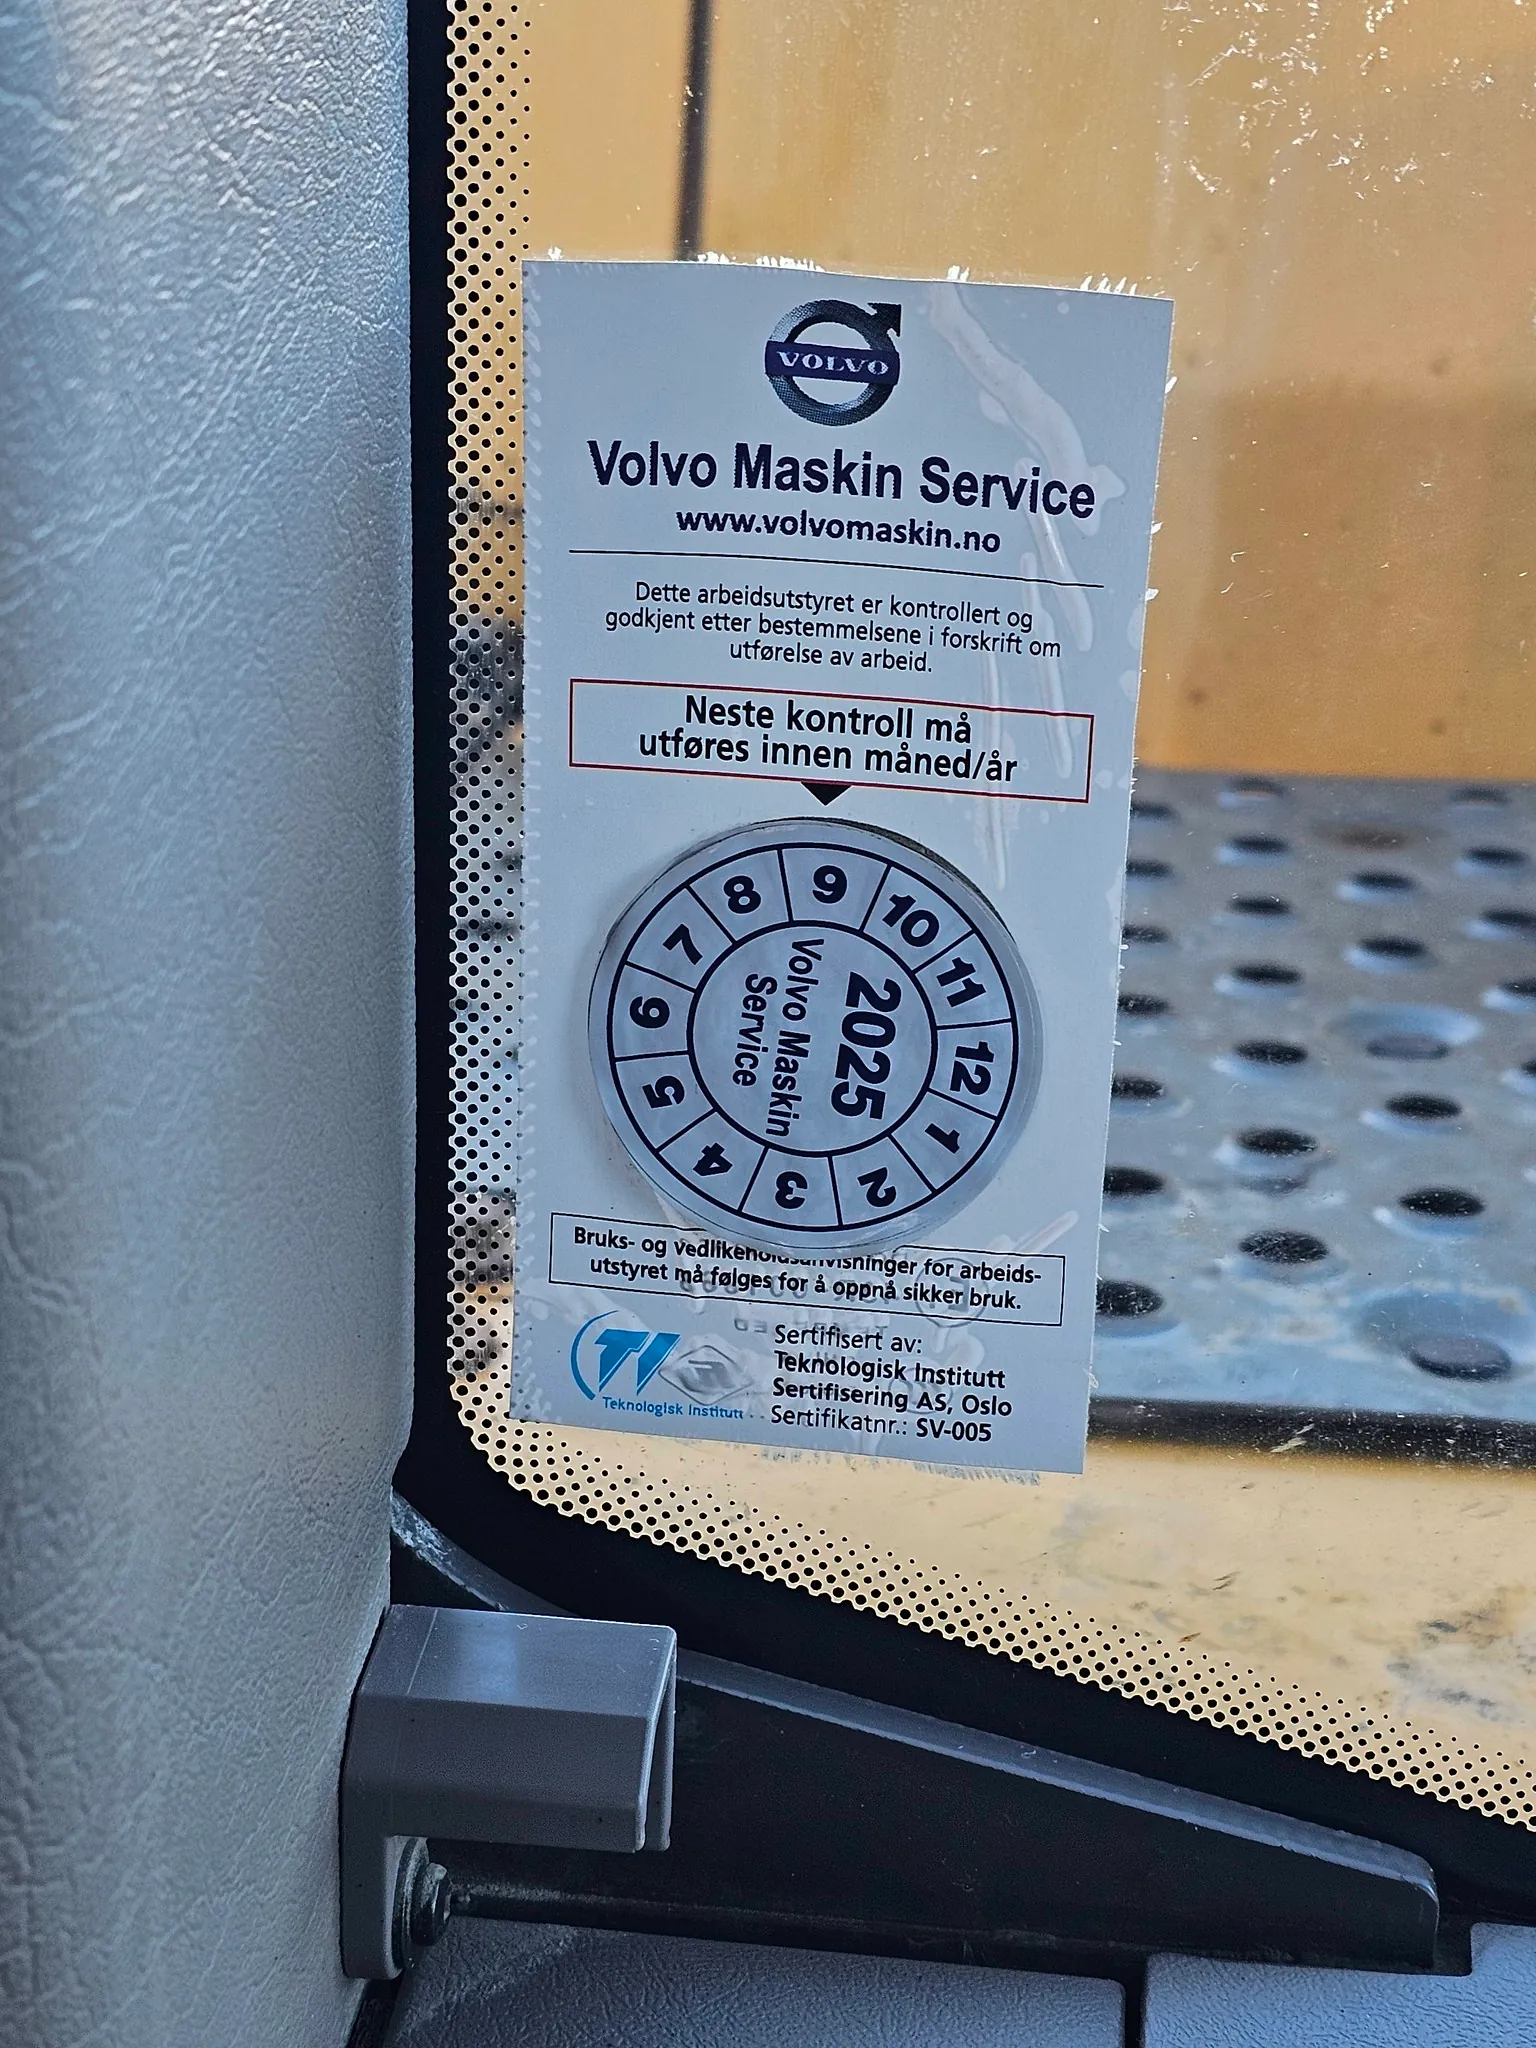 VOLVO
Volvo Maskin Service
www.volvomaskin.no
Dette arbeidsutstyret er kontrollert og
godkjent etter bestemmelsene i forskrift om
utførelse av arbeid.
Neste kontroll må
utføres innen måned/år
9
10
11
12
1
2
3
4
5
6
7
8
2025
Volvo Maskin
Service
Bruks- og vedlikeholdsanvisninger for arbeids-
utstyret må følges for å oppnå sikker bruk.
TI
Teknologisk Institutt
Sertifisert av:
Teknologisk Institutt
Sertifisering AS, Oslo
Sertifikatnr.: SV-005